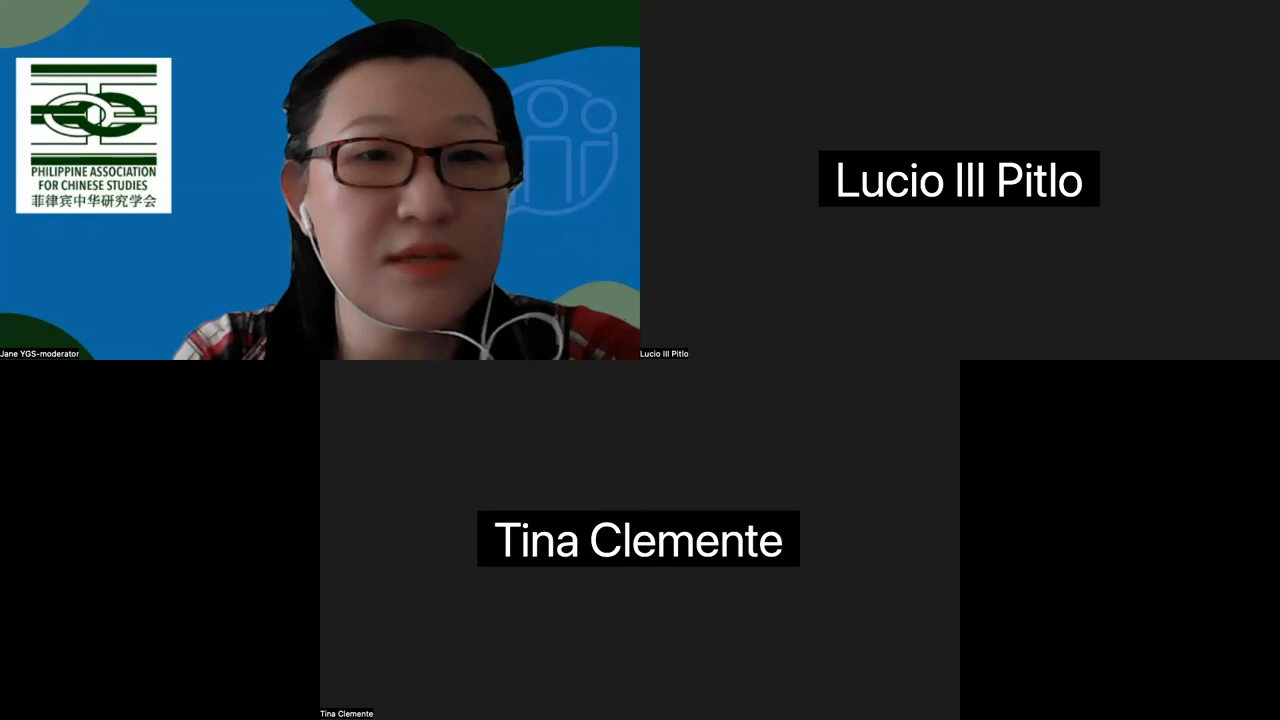 PHILIPPINE ASSOCIATION
FOR CHINESE STUDIES
菲律宾中华研究学会
Jane YGS-moderator
Lucio III Pitlo
Lucio III Pitlo
Tina Clemente
Tina Clemente